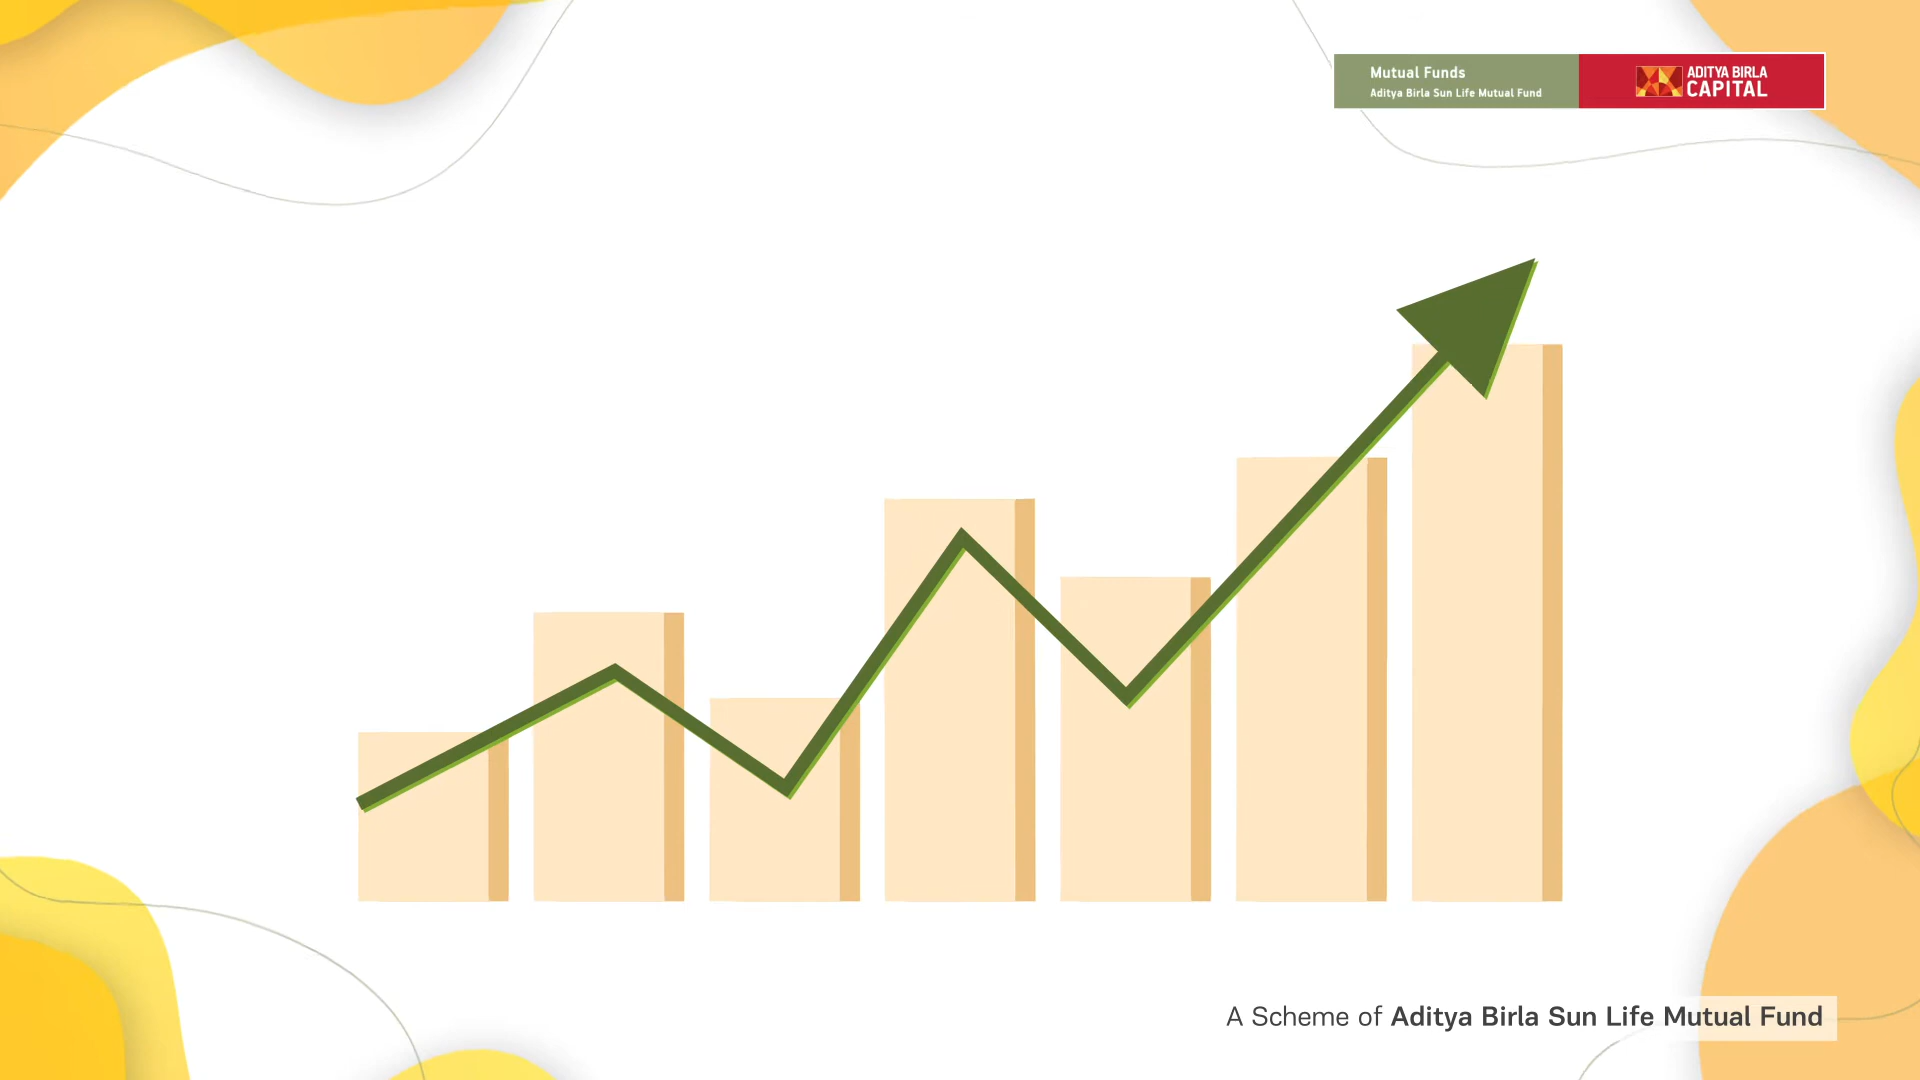 Mutual Funds
Aditya Birla Sun Life Mutual Fund
ADITYA BIRLA
CAPITAL
A Scheme of Aditya Birla Sun Life Mutual Fund